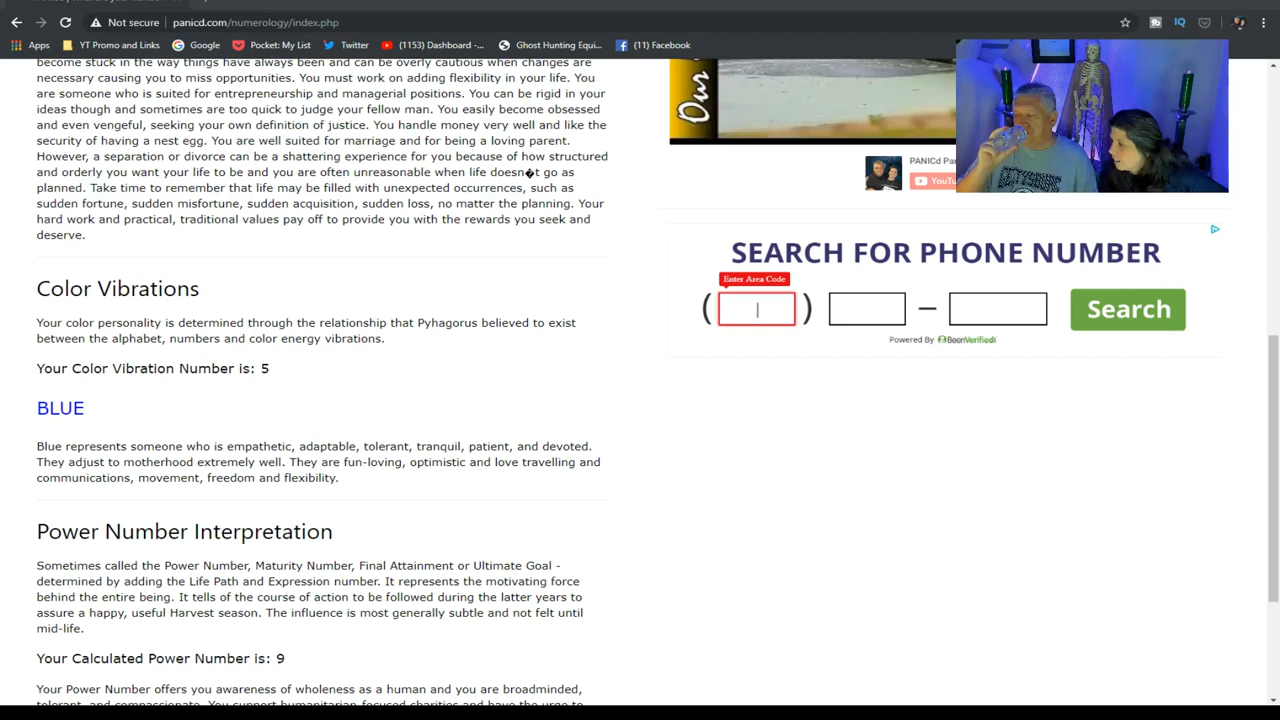 Not secure | panicd.com/numerology/index.php
Apps YT Promo and Links Google Pocket: My List Twitter (1153) Dashboard -... Ghost Hunting Equi... (11) Facebook
become stuck in the way things have always been and can be overly cautious when changes are
necessary causing you to miss opportunities. You must work on adding flexibility in your life. You
are someone who is suited for entrepreneurship and managerial positions. You can be rigid in your
ideas though and sometimes are too quick to judge your fellow man. You easily become obsessed
and even vengeful, seeking your own definition of justice. You handle money very well and like the
security of having a nest egg. You are well suited for marriage and for being a loving parent.
However, a separation or divorce can be a shattering experience for you because of how structured
and orderly you want your life to be and you are often unreasonable when life doesn�t go as
planned. Take time to remember that life may be filled with unexpected occurrences, such as
sudden fortune, sudden misfortune, sudden acquisition, sudden loss, no matter the planning. Your
hard work and practical, traditional values pay off to provide you with the rewards you seek and
deserve.
Color Vibrations
Your color personality is determined through the relationship that Pyhagorus believed to exist
between the alphabet, numbers and color energy vibrations.
Your Color Vibration Number is: 5
BLUE
Blue represents someone who is empathetic, adaptable, tolerant, tranquil, patient, and devoted.
They adjust to motherhood extremely well. They are fun-loving, optimistic and love travelling and
communications, movement, freedom and flexibility.
Power Number Interpretation
Sometimes called the Power Number, Maturity Number, Final Attainment or Ultimate Goal -
determined by adding the Life Path and Expression number. It represents the motivating force
behind the entire being. It tells of the course of action to be followed during the latter years to
assure a happy, useful Harvest season. The influence is most generally subtle and not felt until
mid-life.
Your Calculated Power Number is: 9
Your Power Number offers you awareness of wholeness as a human and you are broadminded,
tolerant, and compassionate. You support humanitarian-focused charities and have the urge to
Our
PANICd
YouTu
SEARCH FOR PHONE NUMBER
Enter Area Code
( ) – Search
Powered By BeenVerified